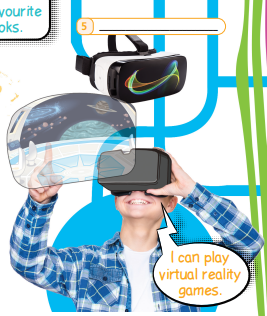 vourite
oks.
5
I can play
virtual reality
games.